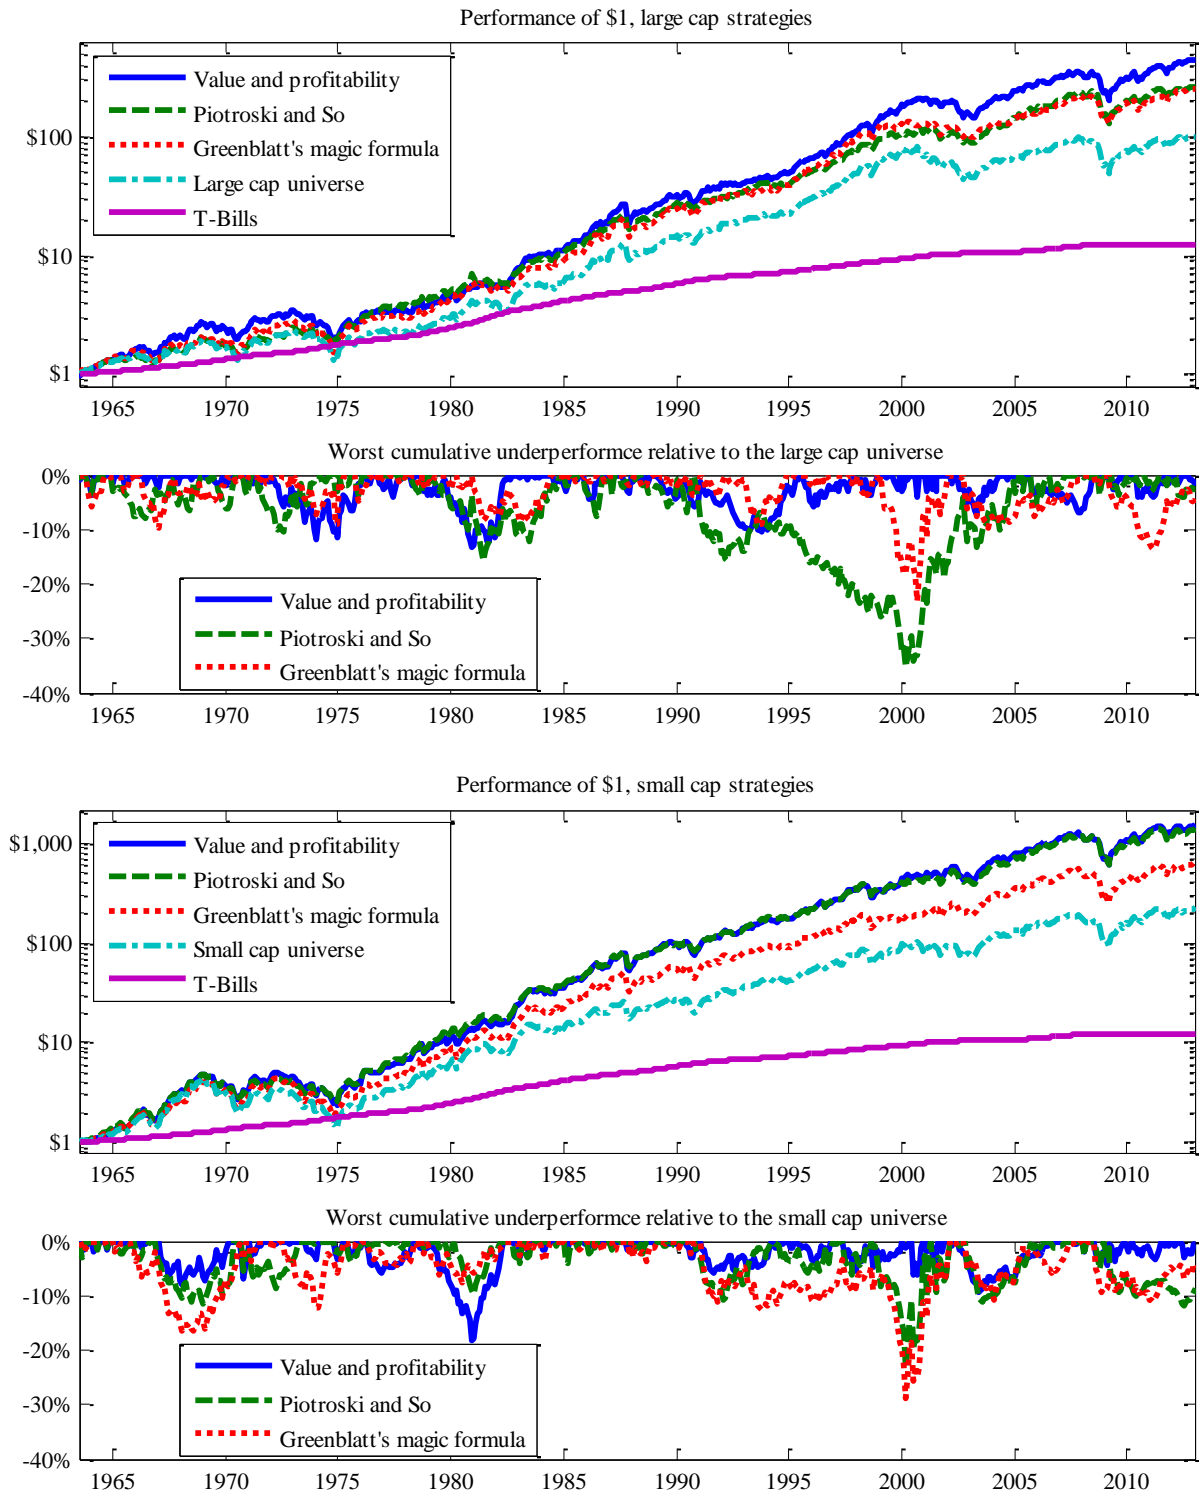 Performance of $1, large cap strategies
Value and profitability
Piotroski and So
Greenblatt's magic formula
Large cap universe
T-Bills
$100
$10
$1
1965 1970 1975 1980 1985 1990 1995 2000 2005 2010
Worst cumulative underperformce relative to the large cap universe
0%
-10%
-20%
-30%
-40%
Value and profitability
Piotroski and So
Greenblatt's magic formula
1965 1970 1975 1980 1985 1990 1995 2000 2005 2010
Performance of $1, small cap strategies
Value and profitability
Piotroski and So
Greenblatt's magic formula
Small cap universe
T-Bills
$1,000
$100
$10
$1
1965 1970 1975 1980 1985 1990 1995 2000 2005 2010
Worst cumulative underperformce relative to the small cap universe
0%
-10%
-20%
-30%
-40%
Value and profitability
Piotroski and So
Greenblatt's magic formula
1965 1970 1975 1980 1985 1990 1995 2000 2005 2010